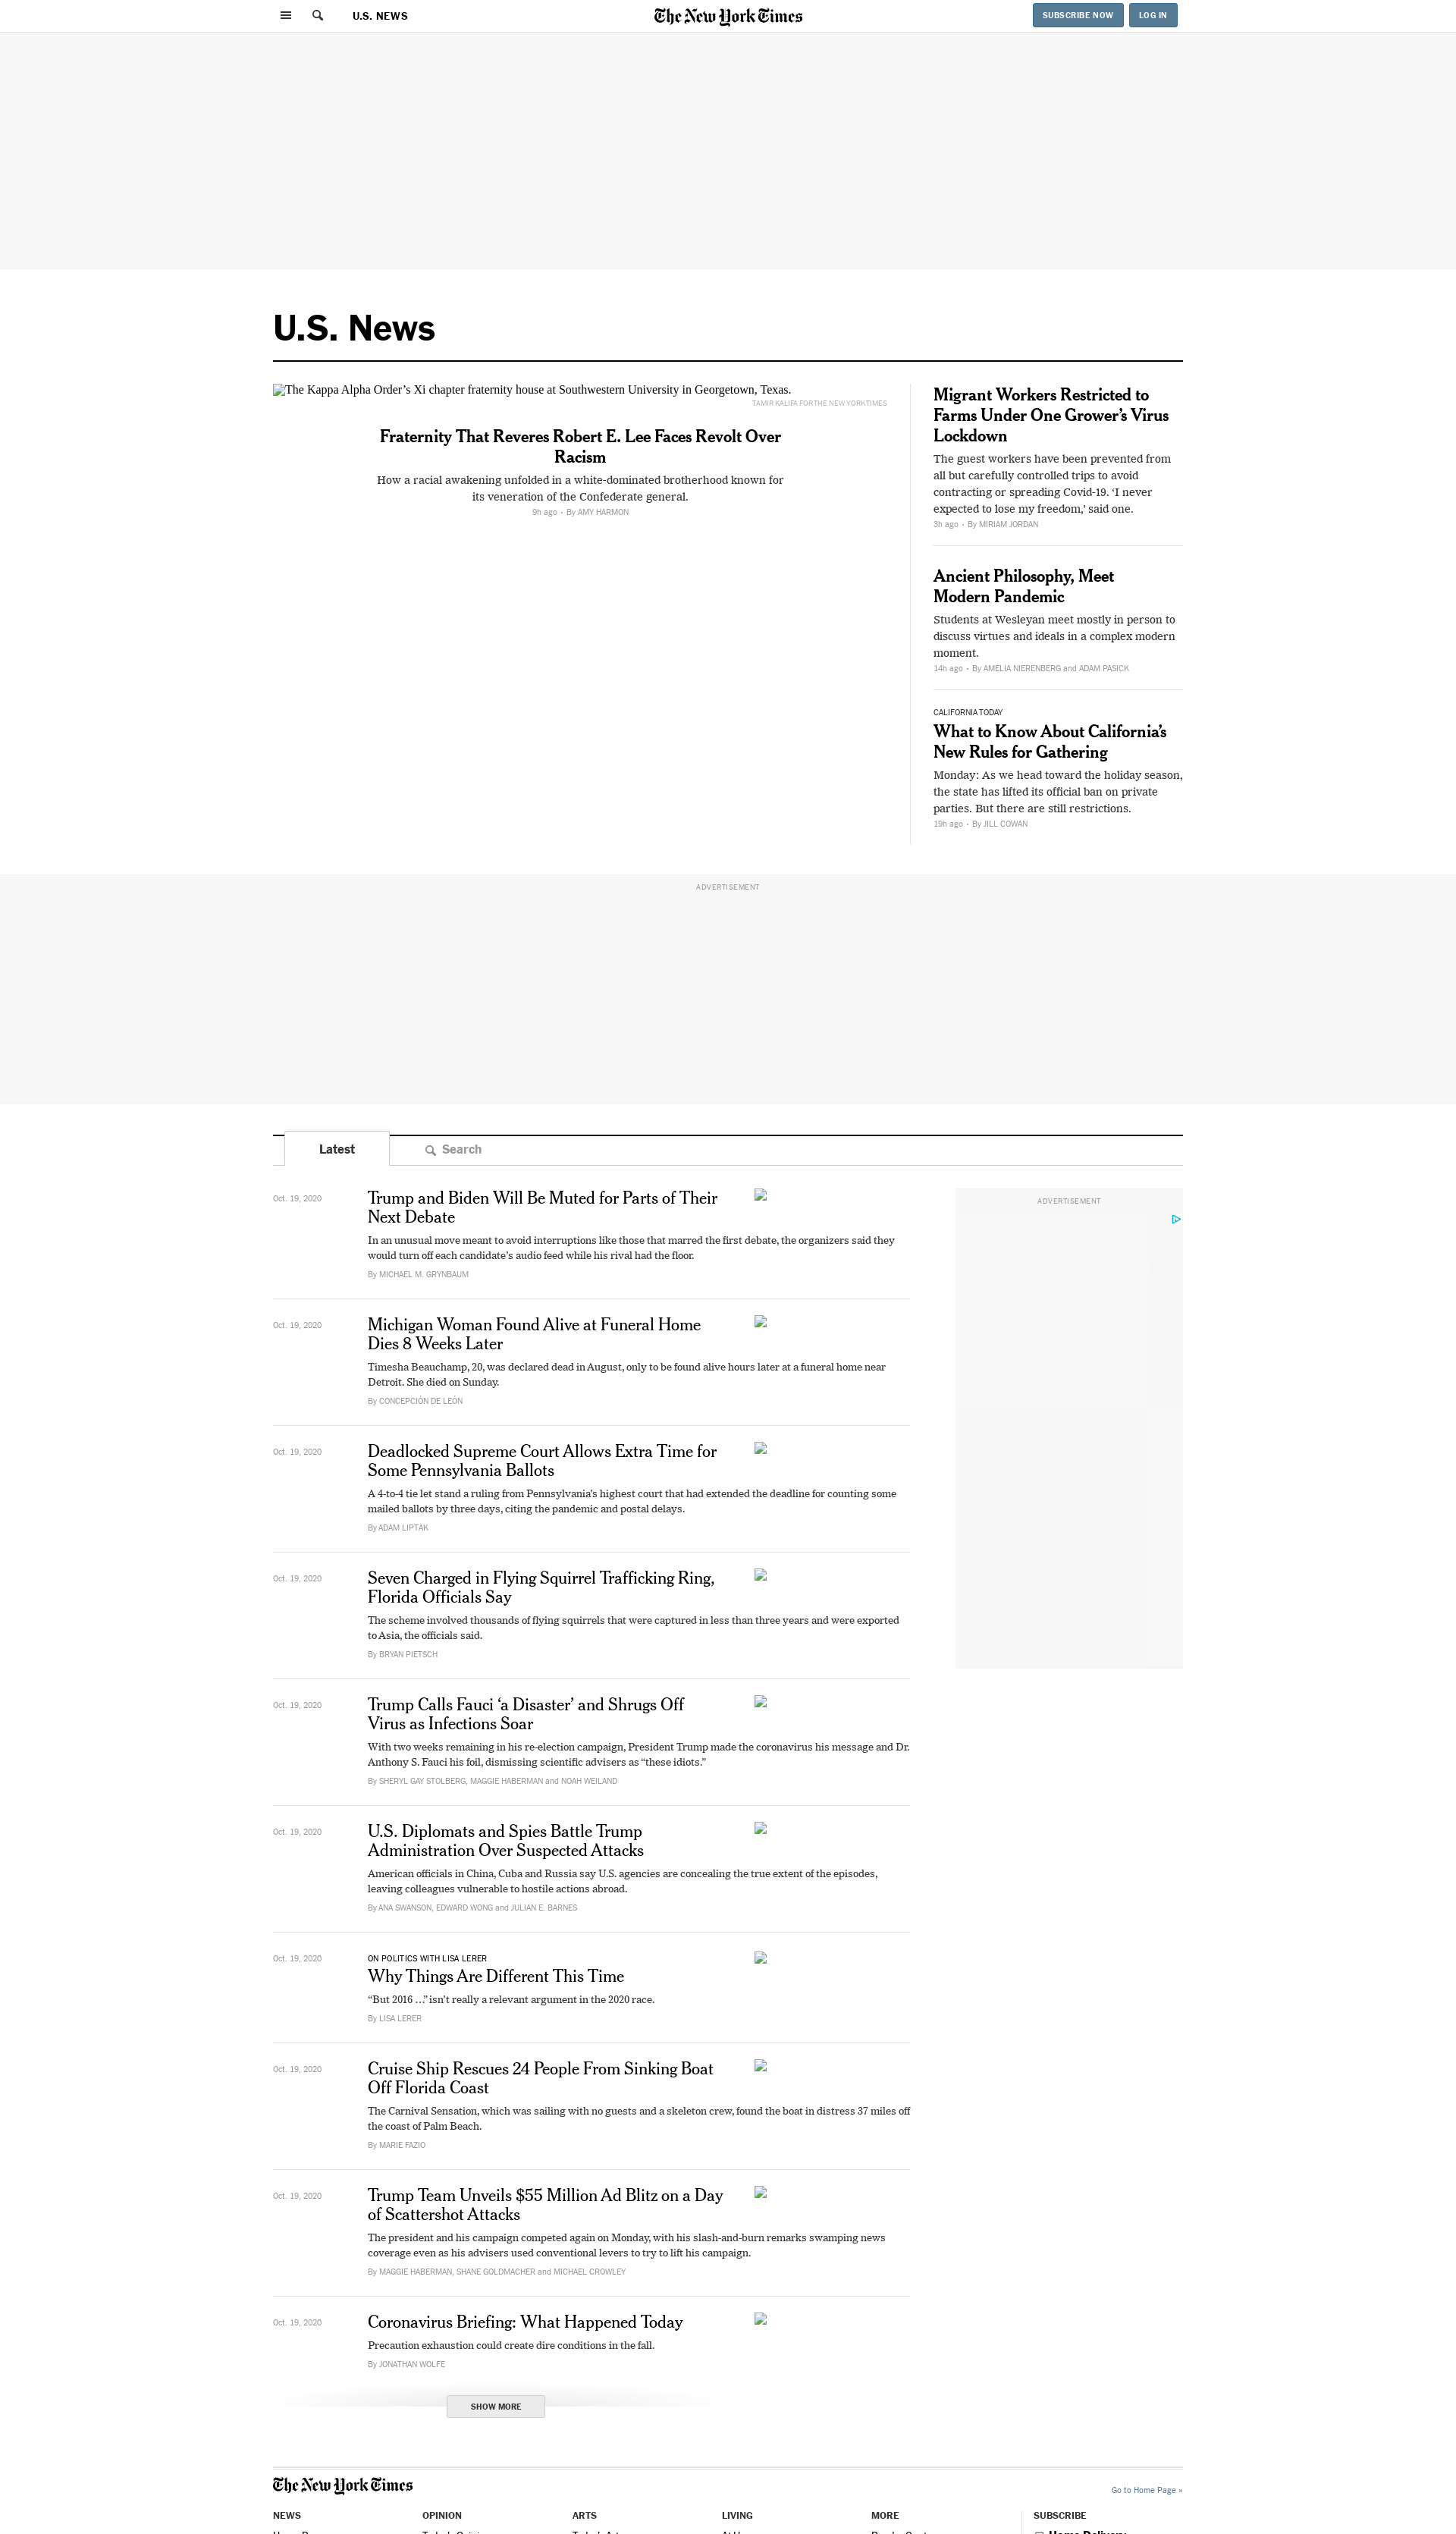 U.S. NEWS
The New York Times
SUBSCRIBE NOW
LOG IN
U.S. News
The Kappa Alpha Order’s Xi chapter fraternity house at Southwestern University in Georgetown, Texas.
TAMIR KALIFA FOR THE NEW YORK TIMES
Fraternity That Reveres Robert E. Lee Faces Revolt Over
Racism
How a racial awakening unfolded in a white-dominated brotherhood known for
its veneration of the Confederate general.
9h ago • By AMY HARMON
Migrant Workers Restricted to
Farms Under One Grower’s Virus
Lockdown
The guest workers have been prevented from
all but carefully controlled trips to avoid
contracting or spreading Covid-19. ‘I never
expected to lose my freedom,’ said one.
3h ago • By MIRIAM JORDAN
Ancient Philosophy, Meet
Modern Pandemic
Students at Wesleyan meet mostly in person to
discuss virtues and ideals in a complex modern
moment.
14h ago • By AMELIA NIERENBERG and ADAM PASICK
CALIFORNIA TODAY
What to Know About California’s
New Rules for Gathering
Monday: As we head toward the holiday season,
the state has lifted its official ban on private
parties. But there are still restrictions.
19h ago • By JILL COWAN
ADVERTISEMENT
Latest
Search
Oct. 19, 2020
Trump and Biden Will Be Muted for Parts of Their
Next Debate
In an unusual move meant to avoid interruptions like those that marred the first debate, the organizers said they
would turn off each candidate’s audio feed while his rival had the floor.
By MICHAEL M. GRYNBAUM
ADVERTISEMENT
Oct. 19, 2020
Michigan Woman Found Alive at Funeral Home
Dies 8 Weeks Later
Timesha Beauchamp, 20, was declared dead in August, only to be found alive hours later at a funeral home near
Detroit. She died on Sunday.
By CONCEPCIÓN DE LEÓN
Oct. 19, 2020
Deadlocked Supreme Court Allows Extra Time for
Some Pennsylvania Ballots
A 4-to-4 tie let stand a ruling from Pennsylvania’s highest court that had extended the deadline for counting some
mailed ballots by three days, citing the pandemic and postal delays.
By ADAM LIPTAK
Oct. 19, 2020
Seven Charged in Flying Squirrel Trafficking Ring,
Florida Officials Say
The scheme involved thousands of flying squirrels that were captured in less than three years and were exported
to Asia, the officials said.
By BRYAN PIETSCH
Oct. 19, 2020
Trump Calls Fauci ‘a Disaster’ and Shrugs Off
Virus as Infections Soar
With two weeks remaining in his re-election campaign, President Trump made the coronavirus his message and Dr.
Anthony S. Fauci his foil, dismissing scientific advisers as “these idiots.”
By SHERYL GAY STOLBERG, MAGGIE HABERMAN and NOAH WEILAND
Oct. 19, 2020
U.S. Diplomats and Spies Battle Trump
Administration Over Suspected Attacks
American officials in China, Cuba and Russia say U.S. agencies are concealing the true extent of the episodes,
leaving colleagues vulnerable to hostile actions abroad.
By ANA SWANSON, EDWARD WONG and JULIAN E. BARNES
Oct. 19, 2020
ON POLITICS WITH LISA LERER
Why Things Are Different This Time
“But 2016 …” isn’t really a relevant argument in the 2020 race.
By LISA LERER
Oct. 19, 2020
Cruise Ship Rescues 24 People From Sinking Boat
Off Florida Coast
The Carnival Sensation, which was sailing with no guests and a skeleton crew, found the boat in distress 37 miles off
the coast of Palm Beach.
By MARIE FAZIO
Oct. 19, 2020
Trump Team Unveils $55 Million Ad Blitz on a Day
of Scattershot Attacks
The president and his campaign competed again on Monday, with his slash-and-burn remarks swamping news
coverage even as his advisers used conventional levers to try to lift his campaign.
By MAGGIE HABERMAN, SHANE GOLDMACHER and MICHAEL CROWLEY
Oct. 19, 2020
Coronavirus Briefing: What Happened Today
Precaution exhaustion could create dire conditions in the fall.
By JONATHAN WOLFE
SHOW MORE
The New York Times
Go to Home Page »
NEWS
OPINION
ARTS
LIVING
MORE
SUBSCRIBE